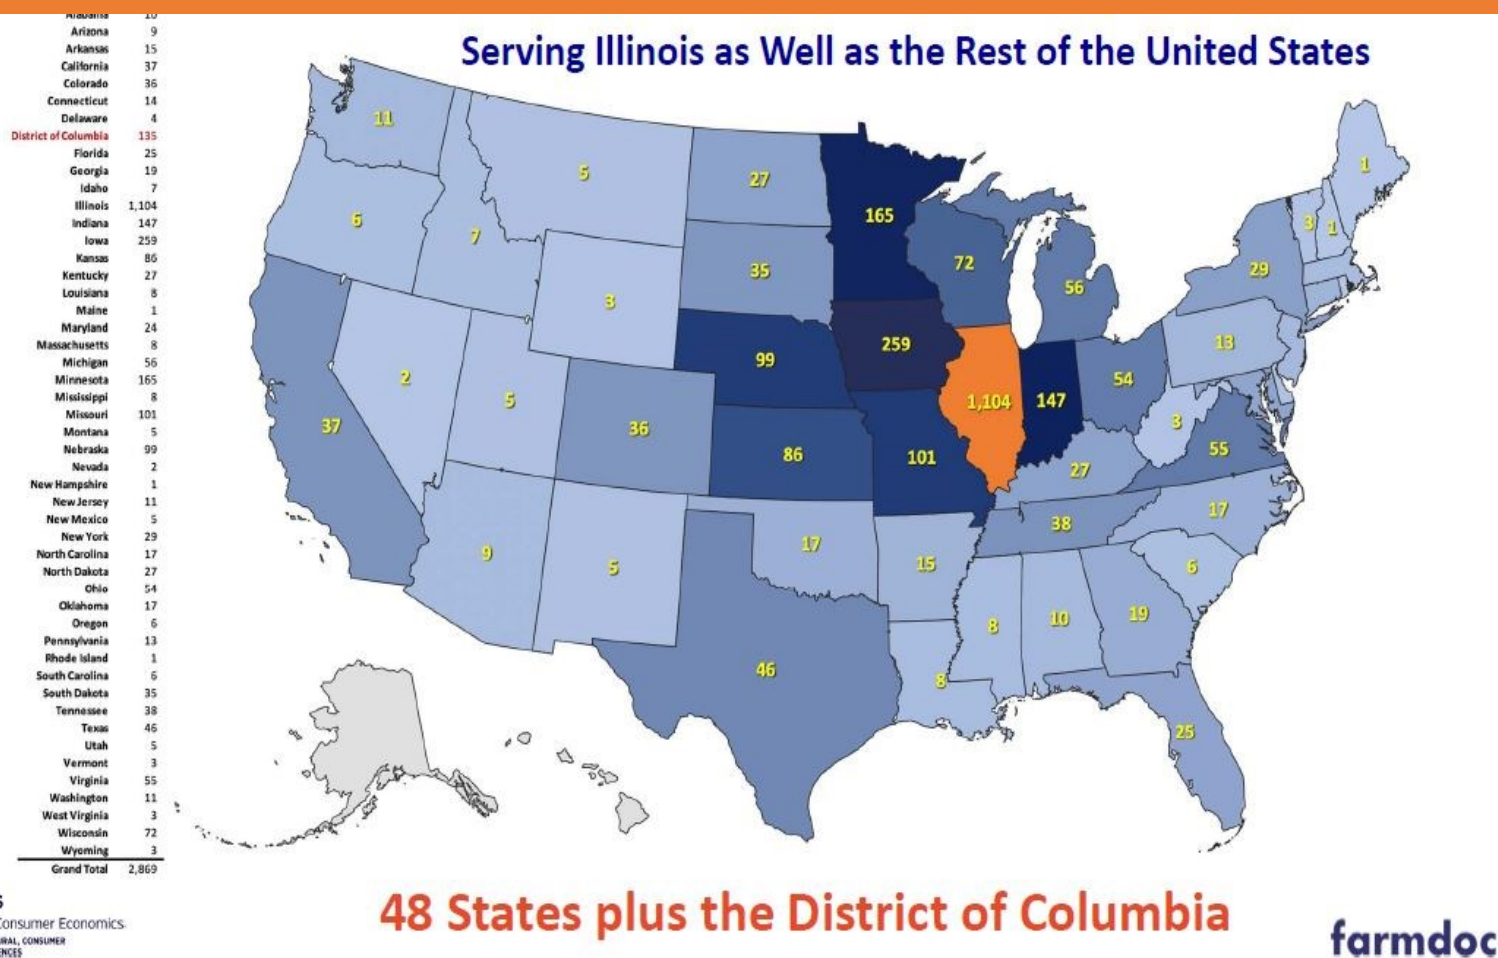 Serving Illinois as Well as the Rest of the United States
Alabama 10
Arizona 9
Arkansas 15
California 37
Colorado 36
Connecticut 14
Delaware 4
District of Columbia 135
Florida 25
Georgia 19
Idaho 7
Illinois 1,104
Indiana 147
Iowa 259
Kansas 86
Kentucky 27
Louisiana 8
Maine 1
Maryland 24
Massachusetts 8
Michigan 56
Minnesota 165
Mississippi 8
Missouri 101
Montana 5
Nebraska 99
Nevada 2
New Hampshire 1
New Jersey 11
New Mexico 5
New York 29
North Carolina 17
North Dakota 27
Ohio 54
Oklahoma 17
Oregon 6
Pennsylvania 13
Rhode Island 1
South Carolina 6
South Dakota 35
Tennessee 38
Texas 46
Utah 5
Vermont 3
Virginia 55
Washington 11
West Virginia 3
Wisconsin 72
Wyoming 3
Grand Total 2,869
11
5
27
165
1
6
7
3
1
35
72
29
56
3
259
99
13
2
5
54
1,104
147
37
36
3
86
101
55
27
17
38
9
5
17
15
6
8
10
19
46
8
25
48 States plus the District of Columbia
S
Consumer Economics
RAL, CONSUMER
ENCES
farmdoc